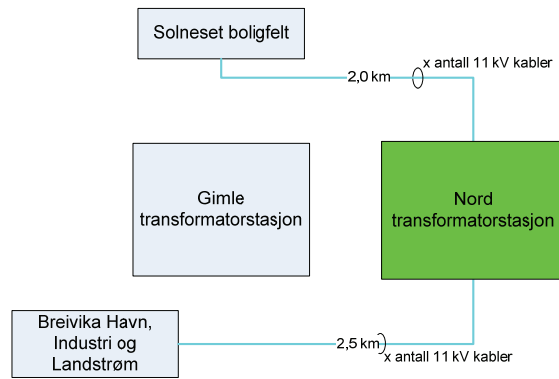 Solneset boligfelt
x antall 11 kV kabler
2,0 km
Gimle
transformatorstasjon
Nord
transformatorstasjon
Breivika Havn,
Industri og
Landstrøm
2,5 km
x antall 11 kV kabler